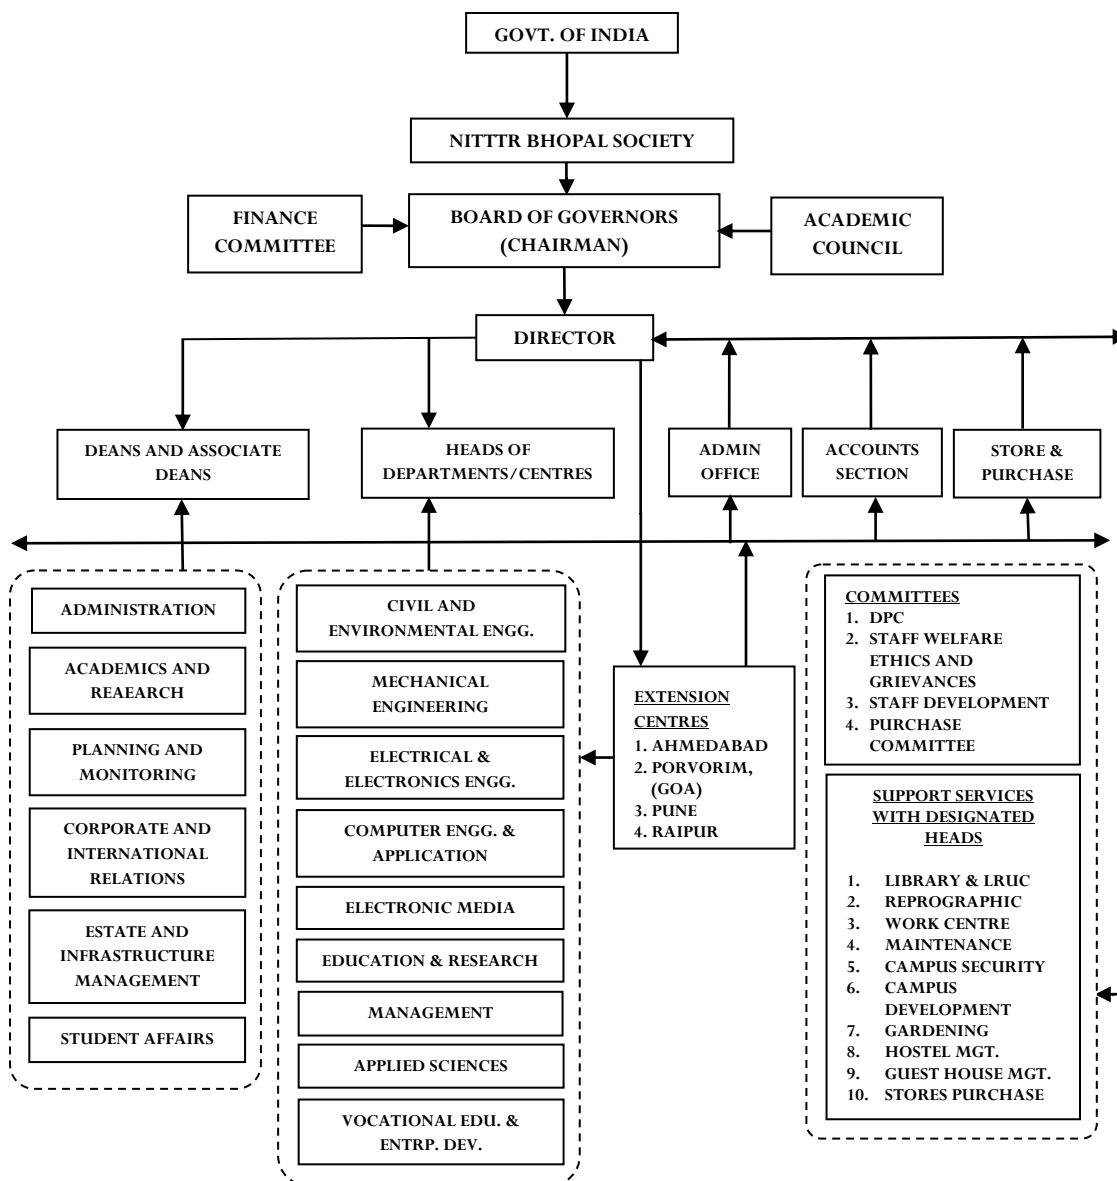 GOVT. OF INDIA
NITTTR BHOPAL SOCIETY
FINANCE
COMMITTEE
BOARD OF GOVERNORS
(CHAIRMAN)
ACADEMIC
COUNCIL
DIRECTOR
DEANS AND ASSOCIATE
DEANS
HEADS OF
DEPARTMENTS/CENTRES
ADMIN
OFFICE
ACCOUNTS
SECTION
STORE &
PURCHASE
ADMINISTRATION
ACADEMICS AND
REAEARCH
PLANNING AND
MONITORING
CORPORATE AND
INTERNATIONAL
RELATIONS
ESTATE AND
INFRASTRUCTURE
MANAGEMENT
STUDENT AFFAIRS
CIVIL AND
ENVIRONMENTAL ENGG.
MECHANICAL
ENGINEERING
ELECTRICAL &
ELECTRONICS ENGG.
COMPUTER ENGG. &
APPLICATION
ELECTRONIC MEDIA
EDUCATION & RESEARCH
MANAGEMENT
APPLIED SCIENCES
VOCATIONAL EDU. &
ENTRP. DEV.
EXTENSION
CENTRES
1. AHMEDABAD
2. PORVORIM,
(GOA)
3. PUNE
4. RAIPUR
COMMITTEES
1. DPC
2. STAFF WELFARE
ETHICS AND
GRIEVANCES
3. STAFF DEVELOPMENT
4. PURCHASE
COMMITTEE
SUPPORT SERVICES
WITH DESIGNATED
HEADS
1. LIBRARY & LRUC
2. REPROGRAPHIC
3. WORK CENTRE
4. MAINTENANCE
5. CAMPUS SECURITY
6. CAMPUS
DEVELOPMENT
7. GARDENING
8. HOSTEL MGT.
9. GUEST HOUSE MGT.
10. STORES PURCHASE